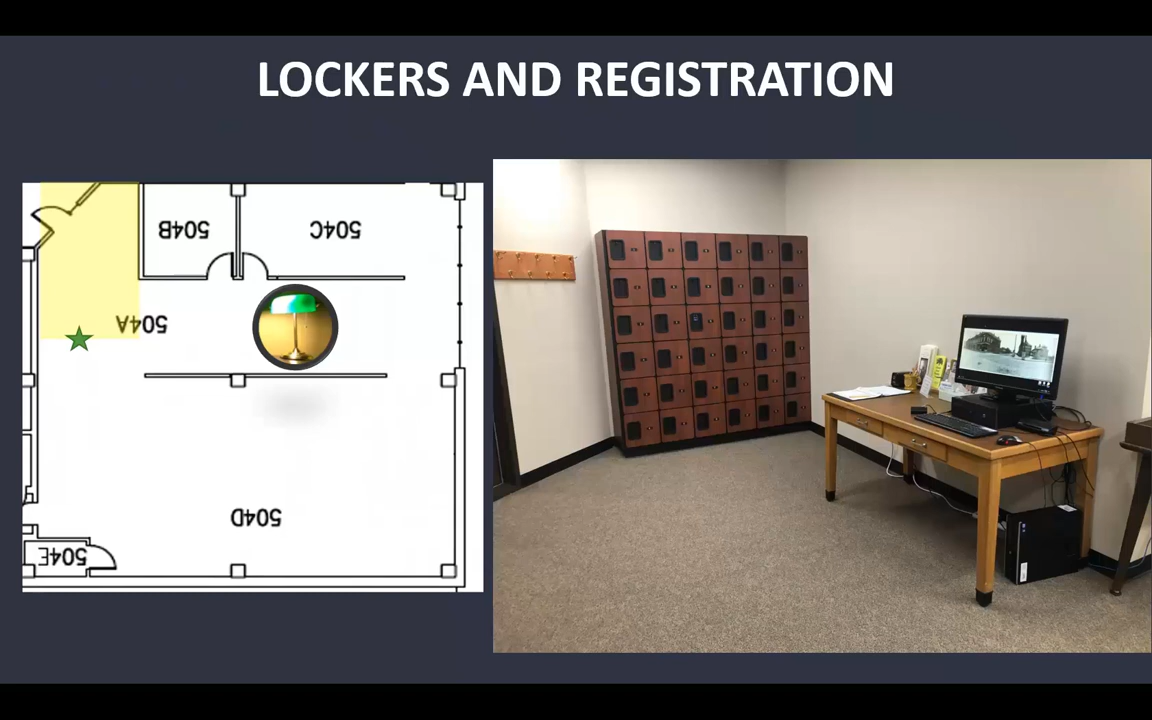 LOCKERS AND REGISTRATION
504B
504C
504A
504D
504E